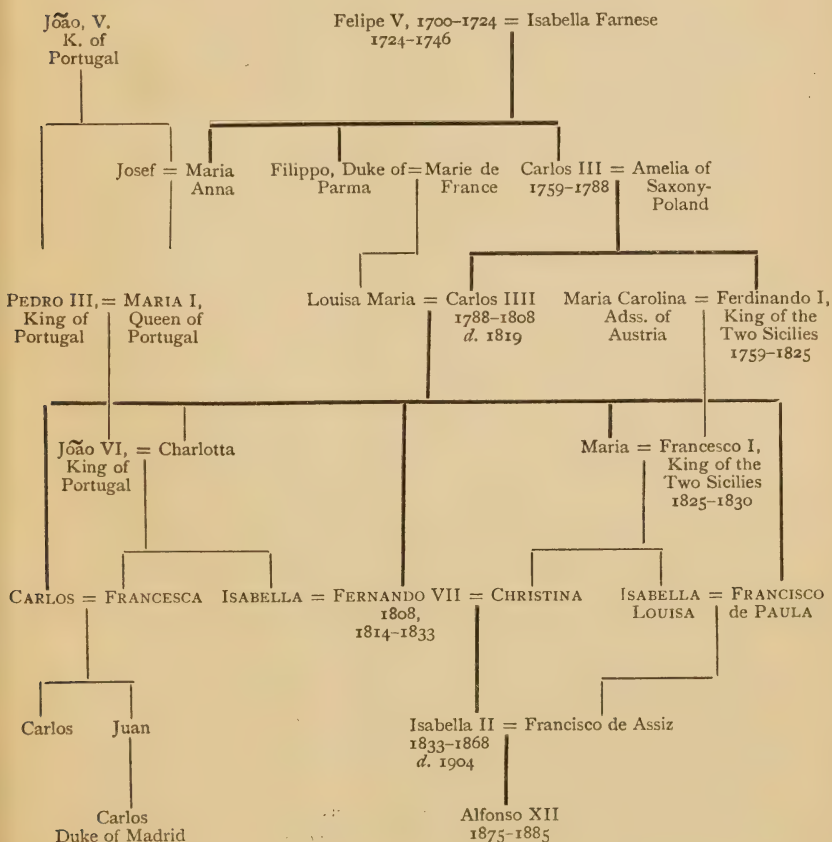 João, V.
K. of
Portugal
Felipe V, 1700–1724 = Isabella Farnese
1724–1746
Josef = Maria
Anna
Filippo, Duke of = Marie de
Parma France
Carlos III = Amelia of
1759–1788 Saxony-
Poland
PEDRO III, = MARIA I,
King of Queen of
Portugal Portugal
Louisa Maria = Carlos IIII
1788–1808
d. 1819
Maria Carolina = Ferdinando I,
Adss. of King of the
Austria Two Sicilies
1759–1825
João VI, = Charlotta
King of
Portugal
Maria = Francesco I,
King of the
Two Sicilies
1825–1830
CARLOS = FRANCESCA
ISABELLA = FERNANDO VII = CHRISTINA
1808,
1814–1833
ISABELLA = FRANCISCO
LOUISA de PAULA
Carlos Juan
Isabella II = Francisco de Assiz
1833–1868
d. 1904
Carlos
Duke of Madrid
Alfonso XII
1875–1885